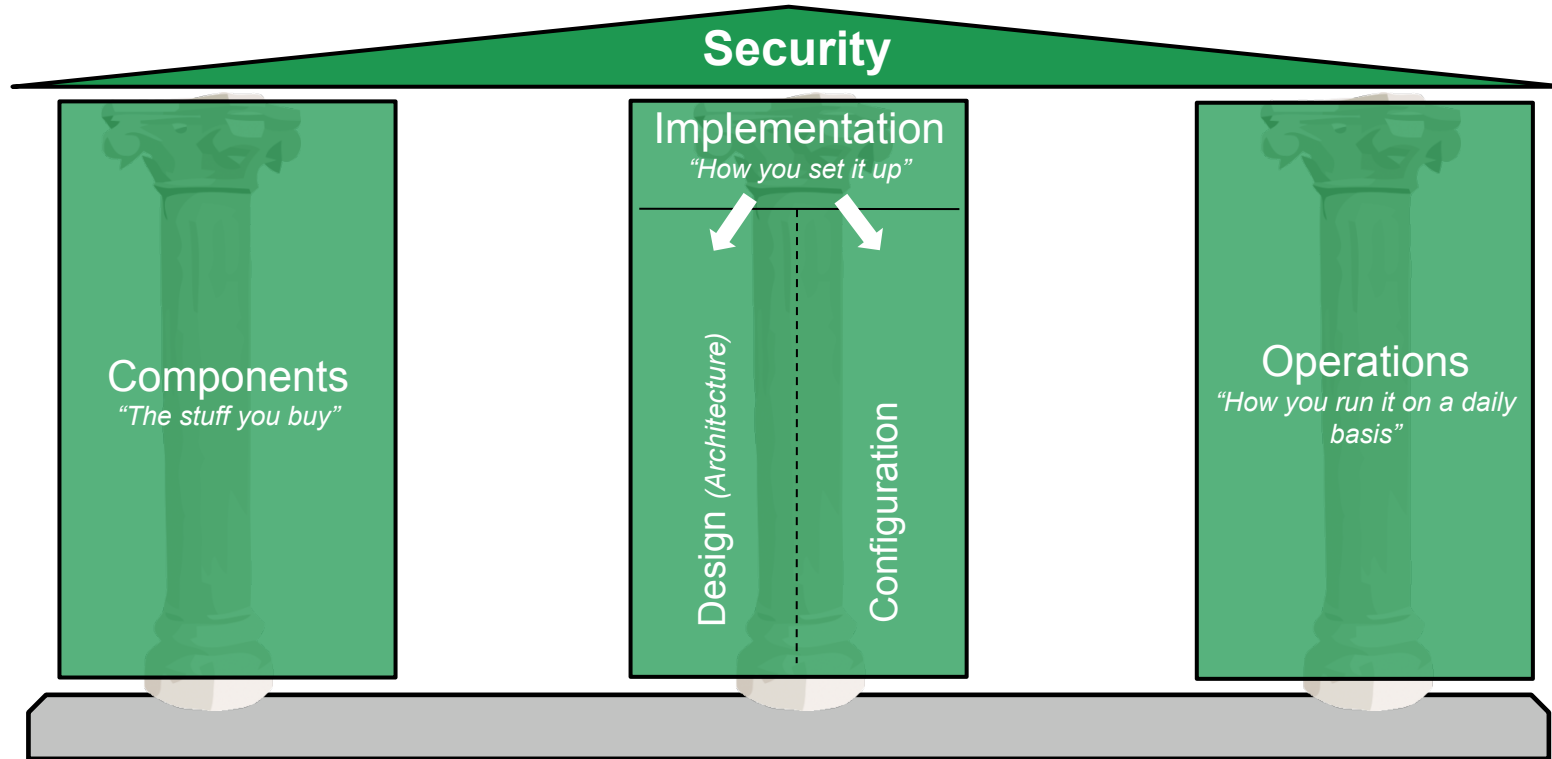 Security
Components
“The stuff you buy”
Implementation
“How you set it up”
Design (Architecture)
Configuration
Operations
“How you run it on a daily
basis”